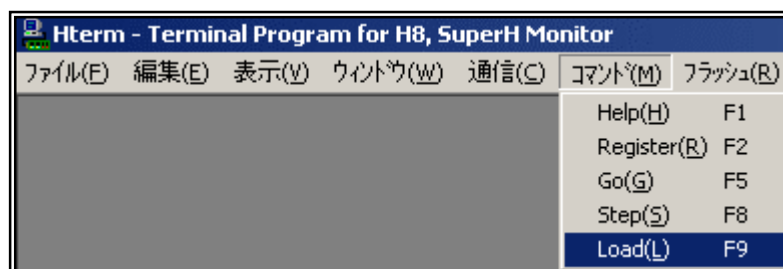 Hterm - Terminal Program for H8, SuperH Monitor
ﾌｧｲﾙ(F) 編集(E) 表示(V) ｳｨﾝﾄﾞｳ(W) 通信(C) ｺﾏﾝﾄﾞ(M) ﾌﾗｯｼｭ(R)
Help(H) F1
Register(R) F2
Go(G) F5
Step(S) F8
Load(L) F9